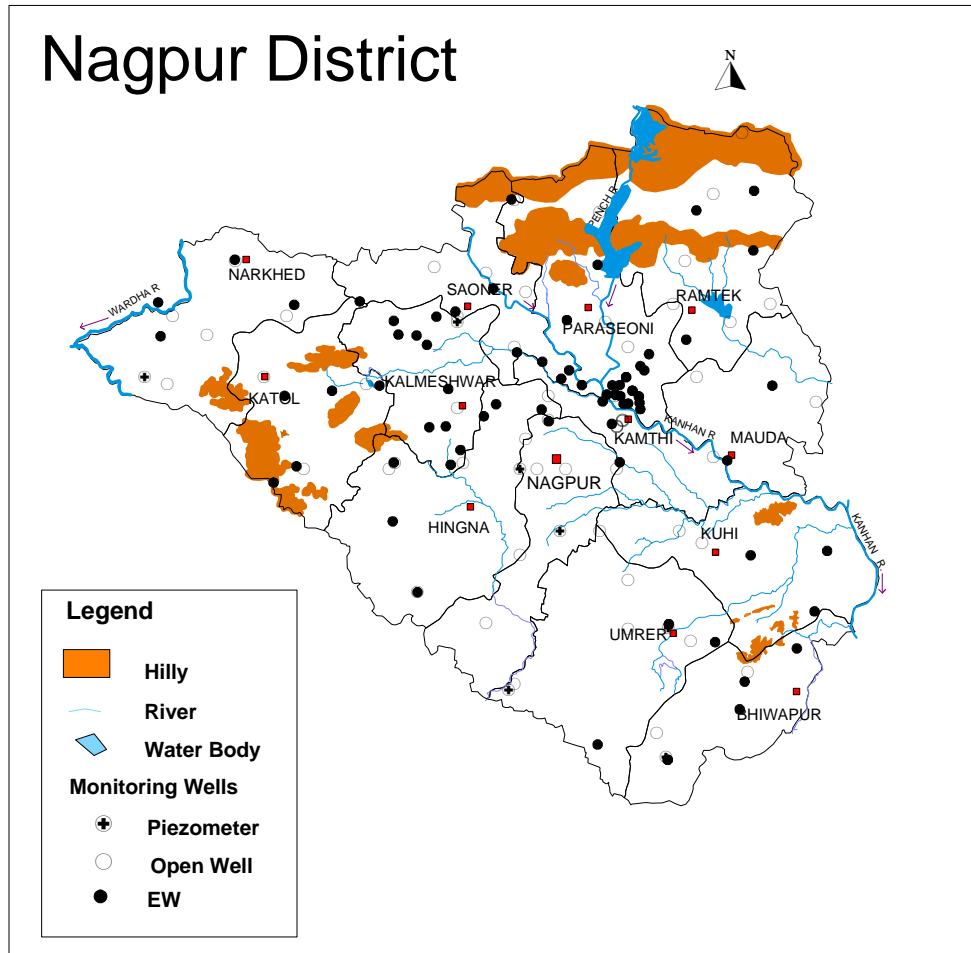 Nagpur District
N
PENCH R.
NARKHED
WARDHA R
SAONER
RAMTEK
PARASEONI
KALMESHWAR
KATOL
KANHAN R.
KAMTHI
MAUDA
NAGPUR
HINGNA
KUHI
KANHAN R.
UMRER
BHIWAPUR
Legend
Hilly
River
Water Body
Monitoring Wells
Piezometer
Open Well
EW